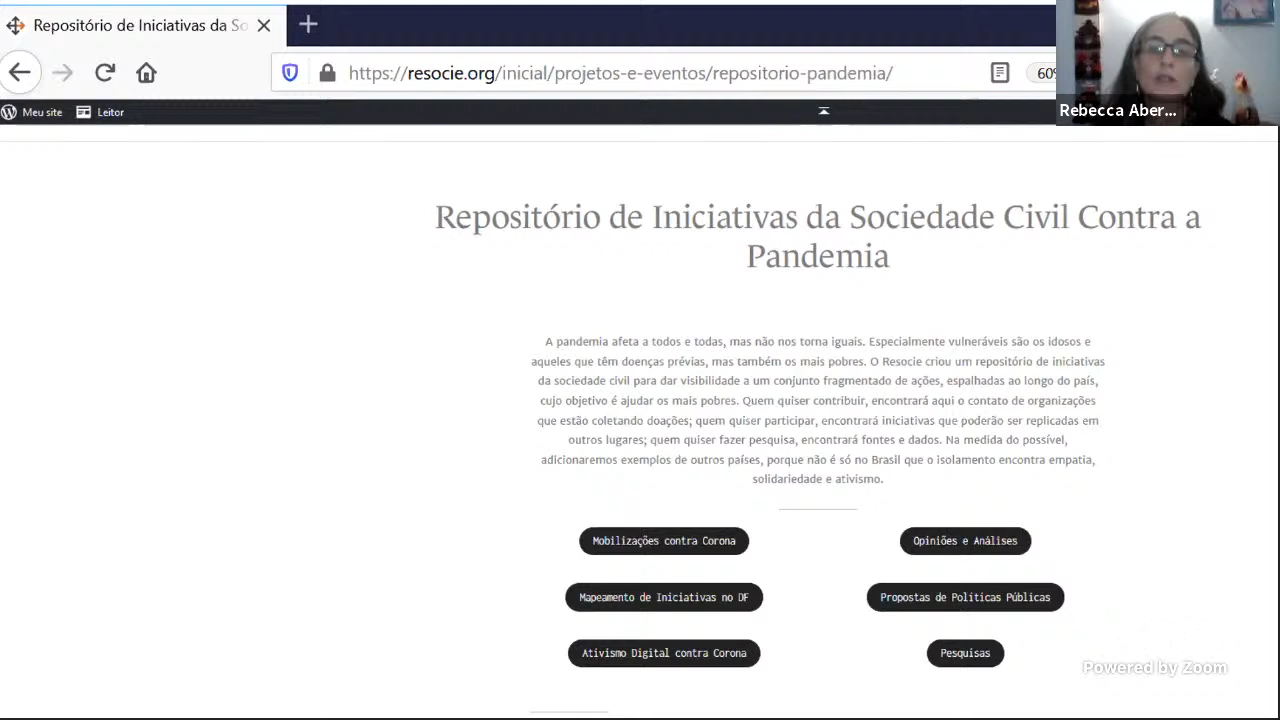 Repositório de Iniciativas da So
https://resocie.org/inicial/projetos-e-eventos/repositorio-pandemia/
60%
Meu site
Leitor
Rebecca Aber...
Repositório de Iniciativas da Sociedade Civil Contra a
Pandemia
A pandemia afeta a todos e todas, mas não nos torna iguais. Especialmente vulneráveis são os idosos e
aqueles que têm doenças prévias, mas também os mais pobres. O Resocie criou um repositório de iniciativas
da sociedade civil para dar visibilidade a um conjunto fragmentado de ações, espalhadas ao longo do país,
cujo objetivo é ajudar os mais pobres. Quem quiser contribuir, encontrará aqui o contato de organizações
que estão coletando doações; quem quiser participar, encontrará iniciativas que poderão ser replicadas em
outros lugares; quem quiser fazer pesquisa, encontrará fontes e dados. Na medida do possível,
adicionaremos exemplos de outros países, porque não é só no Brasil que o isolamento encontra empatia,
solidariedade e ativismo.
Mobilizações contra Corona
Opiniões e Análises
Mapeamento de Iniciativas no DF
Propostas de Políticas Públicas
Ativismo Digital contra Corona
Pesquisas
Powered by Zoom